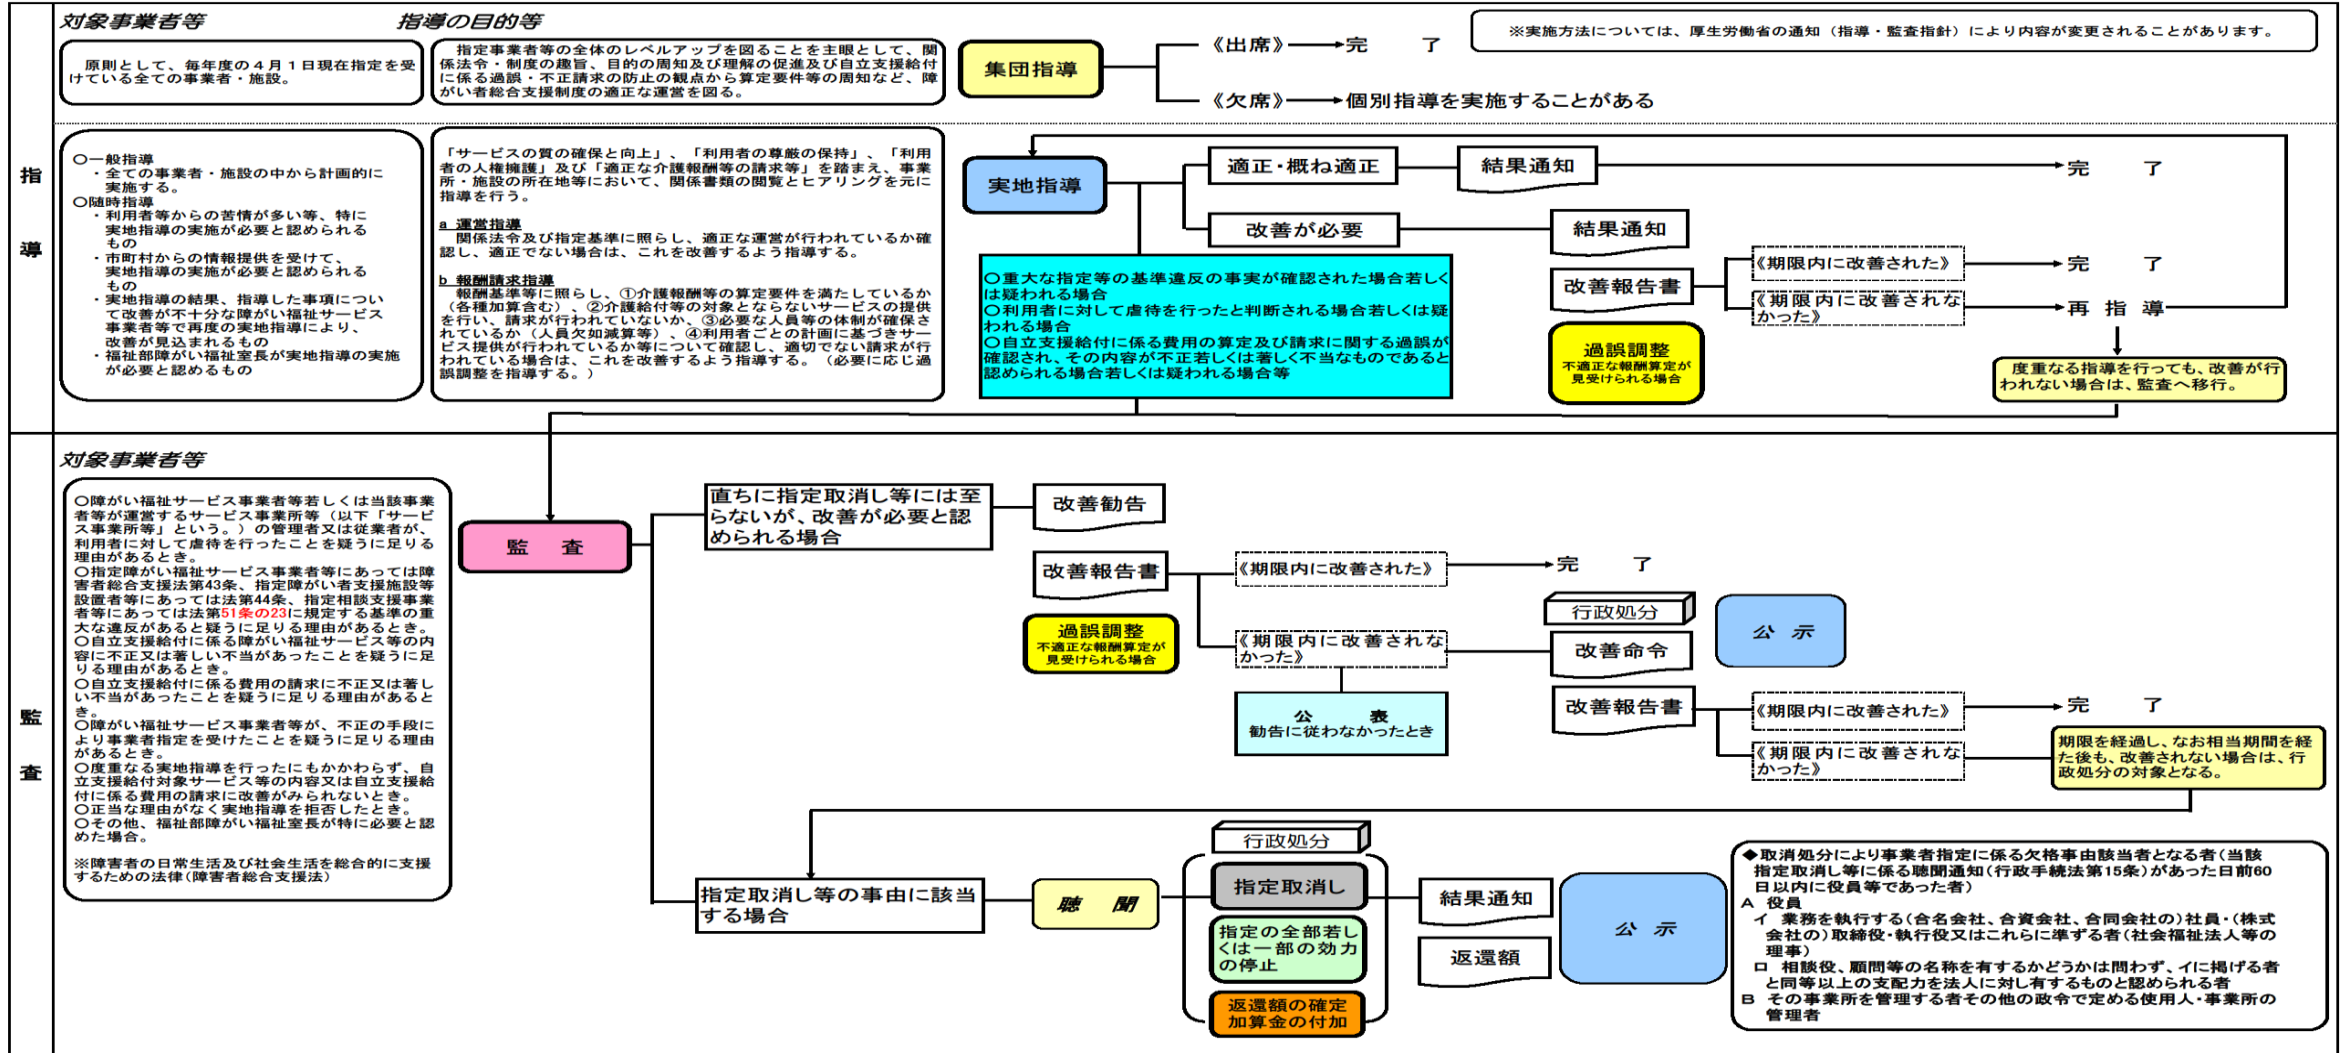 対象事業者等
指導の目的等
原則として、毎年度の４月１日現在指定を受
けている全ての事業者・施設。
指定事業者等の全体のレベルアップを図ることを主眼として、関
係法令・制度の趣旨、目的の周知及び理解の促進及び自立支援給付
に係る過誤・不正請求の防止の観点から算定要件等の周知など、障
がい者総合支援制度の適正な運営を図る。
集団指導
《出席》
完　了
《欠席》
個別指導を実施することがある
※実施方法については、厚生労働省の通知（指導・監査指針）により内容が変更されることがあります。
指
導
○一般指導
・全ての事業者・施設の中から計画的に
実施する。
○随時指導
・利用者等からの苦情が多い等、特に
実地指導の実施が必要と認められる
もの
・市町村からの情報提供を受けて、
実地指導の実施が必要と認められる
もの
・実地指導の結果、指導した事項につい
て改善が不十分な障がい福祉サービス
事業者等で再度の実地指導により、
改善が見込まれるもの
・福祉部障がい福祉室長が実地指導の実施
が必要と認めるもの
「サービスの質の確保と向上」、「利用者の尊厳の保持」、「利用
者の人権擁護」及び「適正な介護報酬等の請求等」を踏まえ、事業
所・施設の所在地等において、関係書類の閲覧とヒアリングを元に
指導を行う。
a 運営指導
関係法令及び指定基準に照らし、適正な運営が行われているか確
認し、適正でない場合は、これを改善するよう指導する。
b 報酬請求指導
報酬基準等に照らし、①介護報酬等の算定要件を満たしているか
（各種加算含む）、②介護給付等の対象とならないサービスの提供
を行い、請求が行われていないか、③必要な人員等の体制が確保さ
れているか（人員欠如減算等）、④利用者ごとの計画に基づきサー
ビス提供が行われているか等について確認し、適切でない請求が行
われている場合は、これを改善するよう指導する。（必要に応じ過
誤調整を指導する。）
実地指導
適正・概ね適正
結果通知
完　了
改善が必要
結果通知
改善報告書
《期限内に改善された》
完　了
《期限内に改善されな
かった》
再 指 導
○重大な指定等の基準違反の事実が確認された場合若しく
は疑われる場合
○利用者に対して虐待を行ったと判断される場合若しくは疑
われる場合
○自立支援給付に係る費用の算定及び請求に関する過誤が
確認され、その内容が不正若しくは著しく不当なものであると
認められる場合若しくは疑われる場合等
過誤調整
不適正な報酬算定が
見受けられる場合
度重なる指導を行っても、改善が行
われない場合は、監査へ移行。
監
査
対象事業者等
○障がい福祉サービス事業者等若しくは当該事業
者等が運営するサービス事業所等（以下「サービ
ス事業所等」という。）の管理者又は従業者が、
利用者に対して虐待を行ったことを疑うに足りる
理由があるとき。
○指定障がい福祉サービス事業者等にあっては障
害者総合支援法第43条、指定障がい者支援施設等
設置者等にあっては法第44条、指定相談支援事業
者等にあっては法第51条の23に規定する基準の重
大な違反があると疑うに足りる理由があるとき。
○自立支援給付に係る障がい福祉サービス等の内
容に不正又は著しい不当があったことを疑うに足
りる理由があるとき。
○自立支援給付に係る費用の請求に不正又は著し
い不当があったことを疑うに足りる理由があると
き。
○障がい福祉サービス事業者等が、不正の手段に
より事業者指定を受けたことを疑うに足りる理由
があるとき。
○度重なる実地指導を行ったにもかかわらず、自
立支援給付対象サービス等の内容又は自立支援給
付に係る費用の請求に改善がみられないとき。
○正当な理由がなく実地指導を拒否したとき。
○その他、福祉部障がい福祉室長が特に必要と認
めた場合。
※障害者の日常生活及び社会生活を総合的に支援
するための法律（障害者総合支援法）
監　査
直ちに指定取消し等には至
らないが、改善が必要と認
められる場合
改善勧告
改善報告書
《期限内に改善された》
完　了
過誤調整
不適正な報酬算定が
見受けられる場合
《期限内に改善されな
かった》
公　表
勧告に従わなかったとき
行政処分
改善命令
公 示
改善報告書
《期限内に改善された》
完　了
《期限内に改善されな
かった》
期限を経過し、なお相当期間を経
た後も、改善されない場合は、行
政処分の対象となる。
指定取消し等の事由に該当
する場合
聴　聞
行政処分
指定取消し
指定の全部若し
くは一部の効力
の停止
返還額の確定
加算金の付加
結果通知
返還額
公 示
◆取消処分により事業者指定に係る欠格事由該当者となる者（当該
指定取消し等に係る聴聞通知（行政手続法第15条）があった日前60
日以内に役員等であった者）
A 役員
イ 業務を執行する（合名会社、合資会社、合同会社の）社員・（株式
会社の）取締役・執行役又はこれらに準ずる者（社会福祉法人等の
理事）
ロ 相談役、顧問等の名称を有するかどうかは問わず、イに掲げる者
と同等以上の支配力を法人に対し有するものと認められる者
B その事業所を管理する者その他の政令で定める使用人・事業所の
管理者